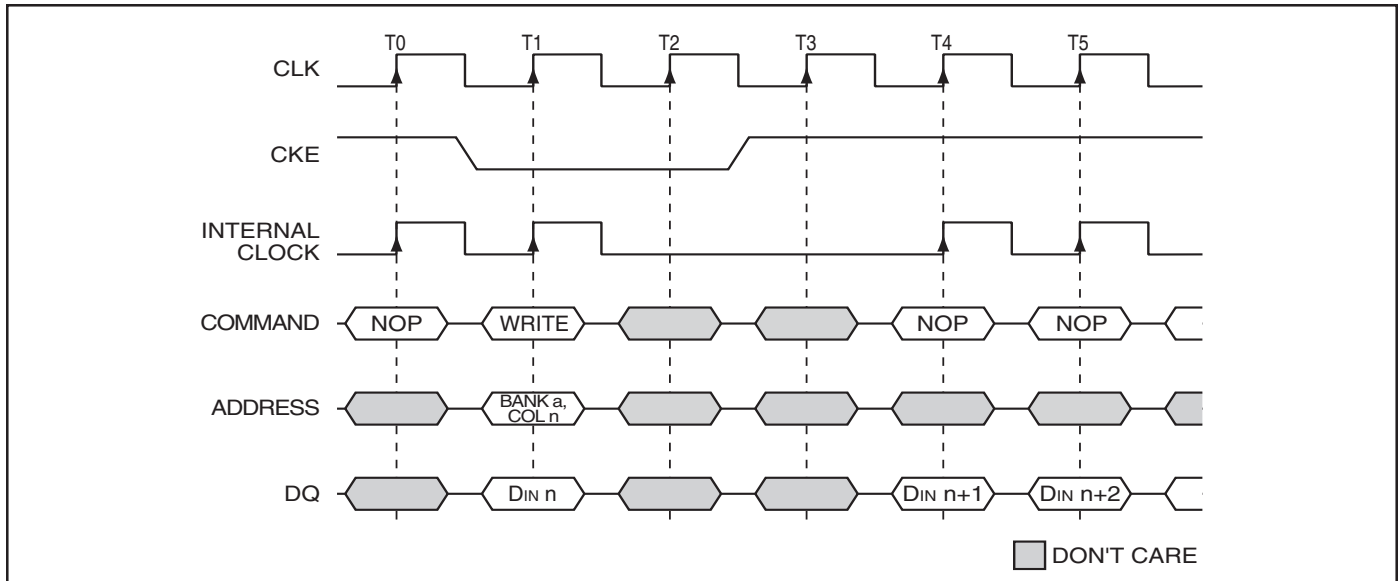 T0 T1 T2 T3 T4 T5
CLK
CKE
INTERNAL
CLOCK
COMMAND NOP WRITE NOP NOP
ADDRESS BANK a,
COL n
DQ DIN n DIN n+1 DIN n+2
DON'T CARE